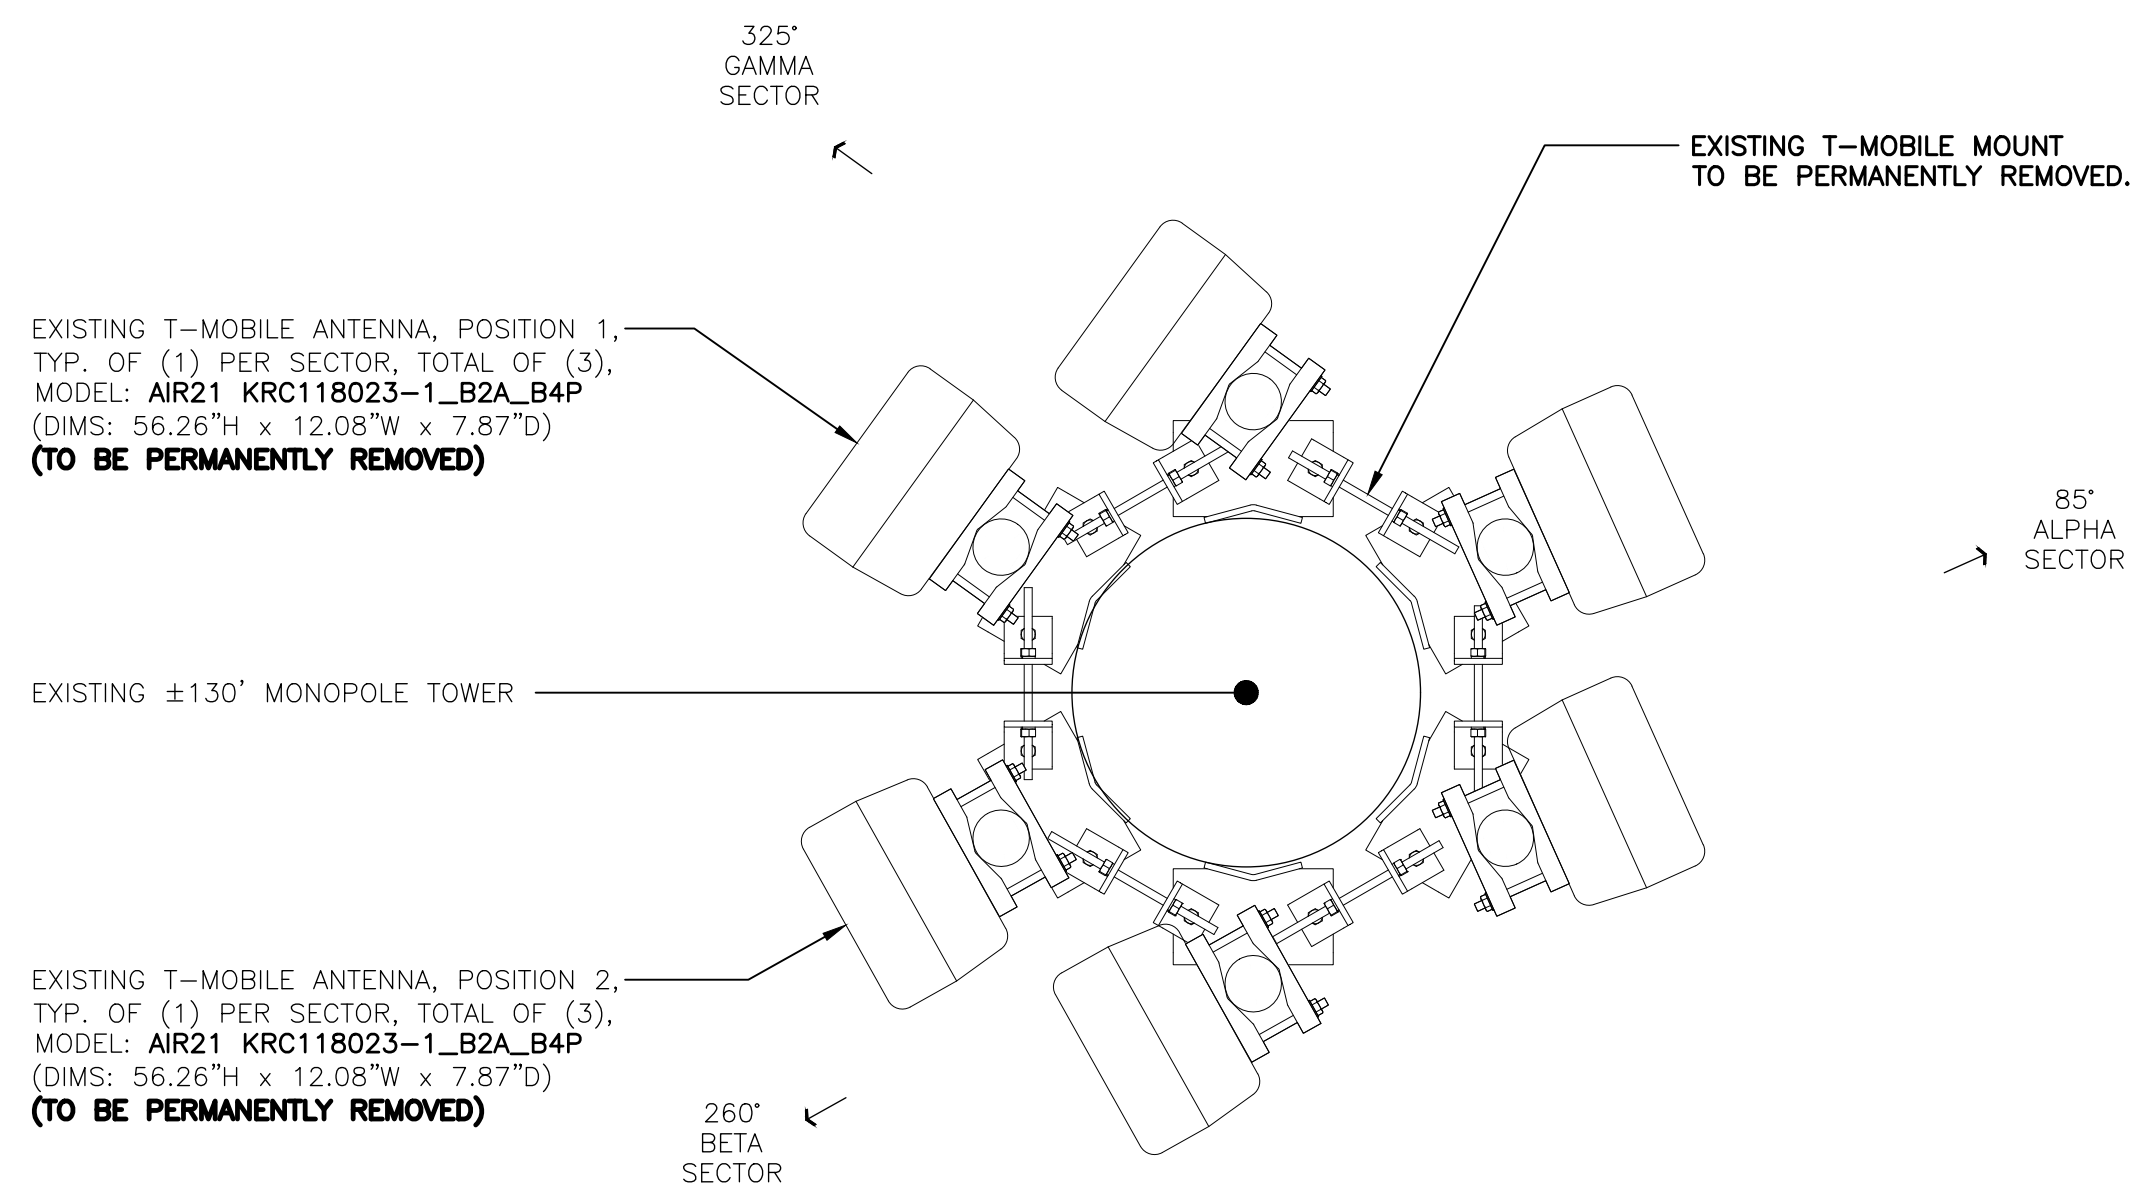 325°
GAMMA
SECTOR
EXISTING T-MOBILE MOUNT
TO BE PERMANENTLY REMOVED.
EXISTING T-MOBILE ANTENNA, POSITION 1,
TYP. OF (1) PER SECTOR, TOTAL OF (3),
MODEL: AIR21 KRC118023-1_B2A_B4P
(DIMS: 56.26"H x 12.08"W x 7.87"D)
(TO BE PERMANENTLY REMOVED)
85°
ALPHA
SECTOR
EXISTING ±130' MONOPOLE TOWER
EXISTING T-MOBILE ANTENNA, POSITION 2,
TYP. OF (1) PER SECTOR, TOTAL OF (3),
MODEL: AIR21 KRC118023-1_B2A_B4P
(DIMS: 56.26"H x 12.08"W x 7.87"D)
(TO BE PERMANENTLY REMOVED)
260°
BETA
SECTOR